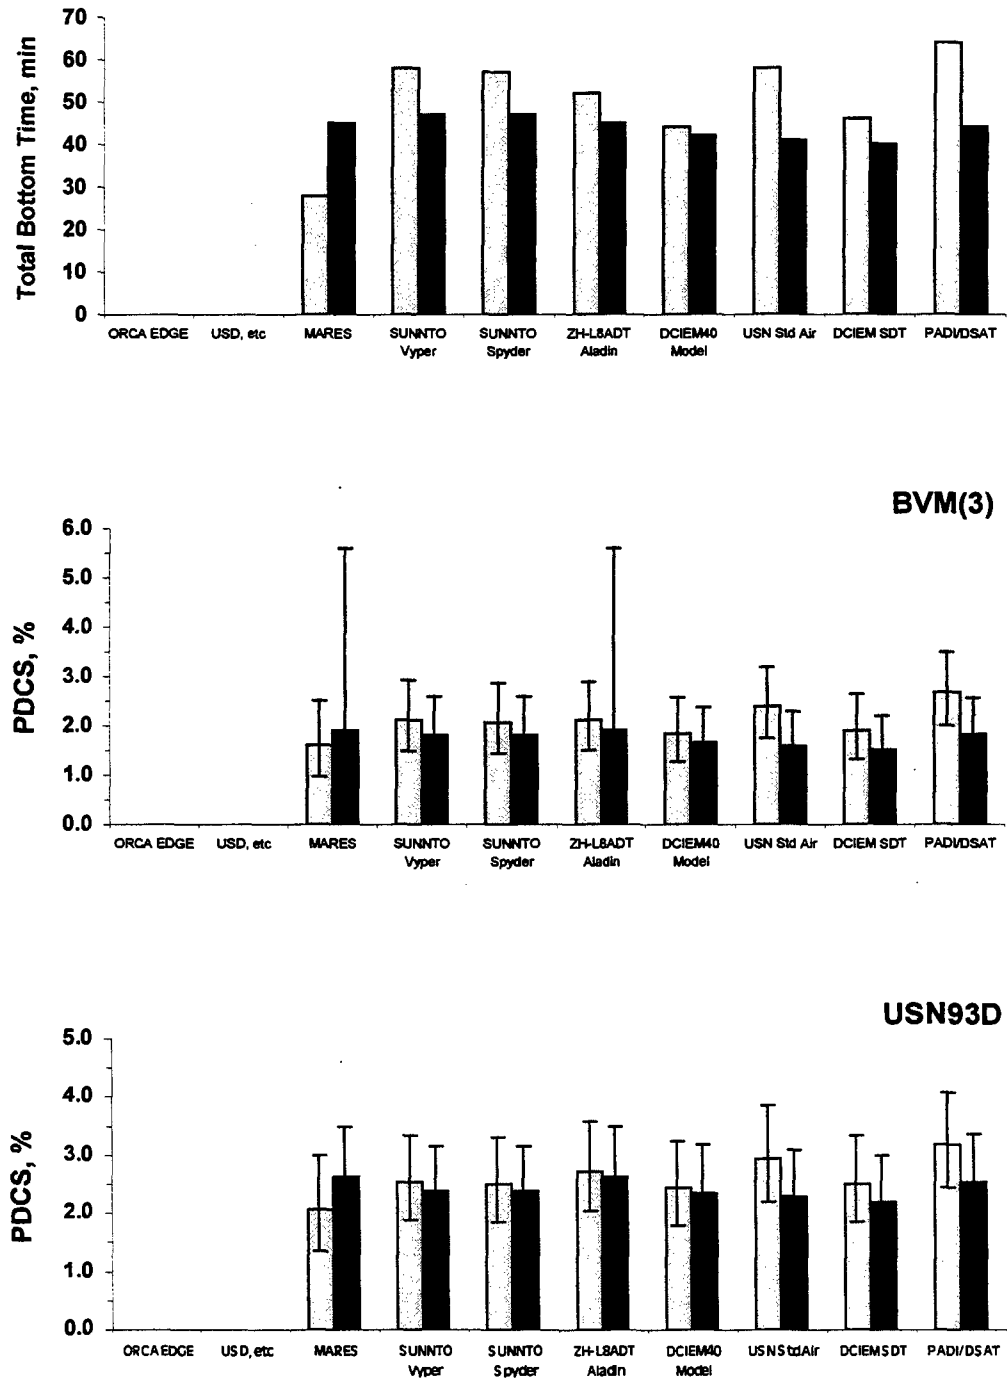 Total Bottom Time, min
70
60
50
40
30
20
10
0
ORCA EDGE
USD, etc
MARES
SUNNTO
Vyper
SUNNTO
Spyder
ZH-L8ADT
Aladin
DCIEM40
Model
USN Std Air
DCIEM SDT
PADI/DSAT
BVM(3)
PDCS, %
6.0
5.0
4.0
3.0
2.0
1.0
0.0
ORCA EDGE
USD, etc
MARES
SUNNTO
Vyper
SUNNTO
Spyder
ZH-L8ADT
Aladin
DCIEM40
Model
USN Std Air
DCIEM SDT
PADI/DSAT
USN93D
PDCS, %
5.0
4.0
3.0
2.0
1.0
0.0
ORCA EDGE
USD, etc
MARES
SUNNTO
Vyper
SUNNTO
Spyder
ZH-L8ADT
Aladin
DCIEM40
Model
USN Std Air
DCIEM SDT
PADI/DSAT